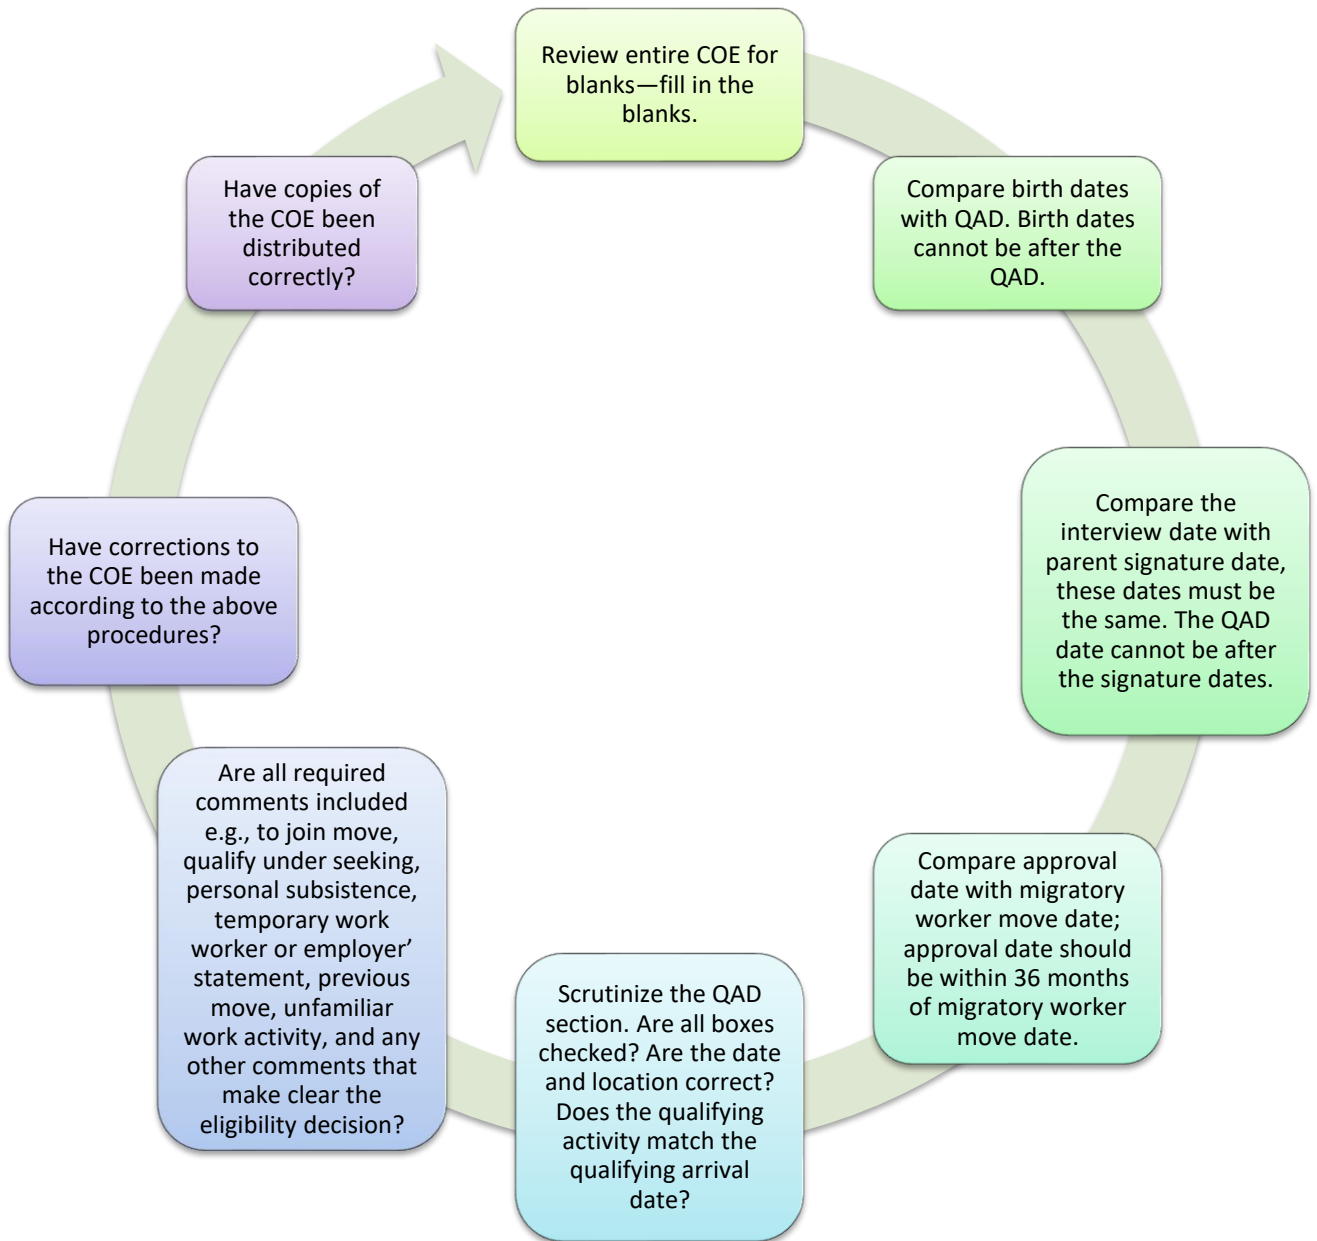 Review entire COE for
blanks—fill in the
blanks.
Compare birth dates
with QAD. Birth dates
cannot be after the
QAD.
Compare the
interview date with
parent signature date,
these dates must be
the same. The QAD
date cannot be after
the signature dates.
Compare approval
date with migratory
worker move date;
approval date should
be within 36 months
of migratory worker
move date.
Scrutinize the QAD
section. Are all boxes
checked? Are the date
and location correct?
Does the qualifying
activity match the
qualifying arrival
date?
Are all required
comments included
e.g., to join move,
qualify under seeking,
personal subsistence,
temporary work
worker or employer’
statement, previous
move, unfamiliar
work activity, and any
other comments that
make clear the
eligibility decision?
Have corrections to
the COE been made
according to the above
procedures?
Have copies of
the COE been
distributed
correctly?